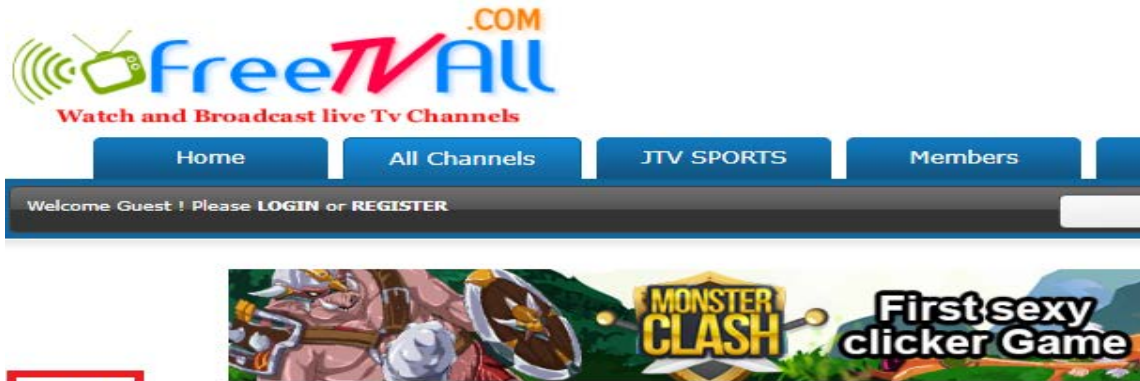 .COM
FreeTVAll
Watch and Broadcast live Tv Channels
Home
All Channels
JTV SPORTS
Members
Welcome Guest ! Please LOGIN or REGISTER
MONSTER
CLASH
First sexy
clicker Game